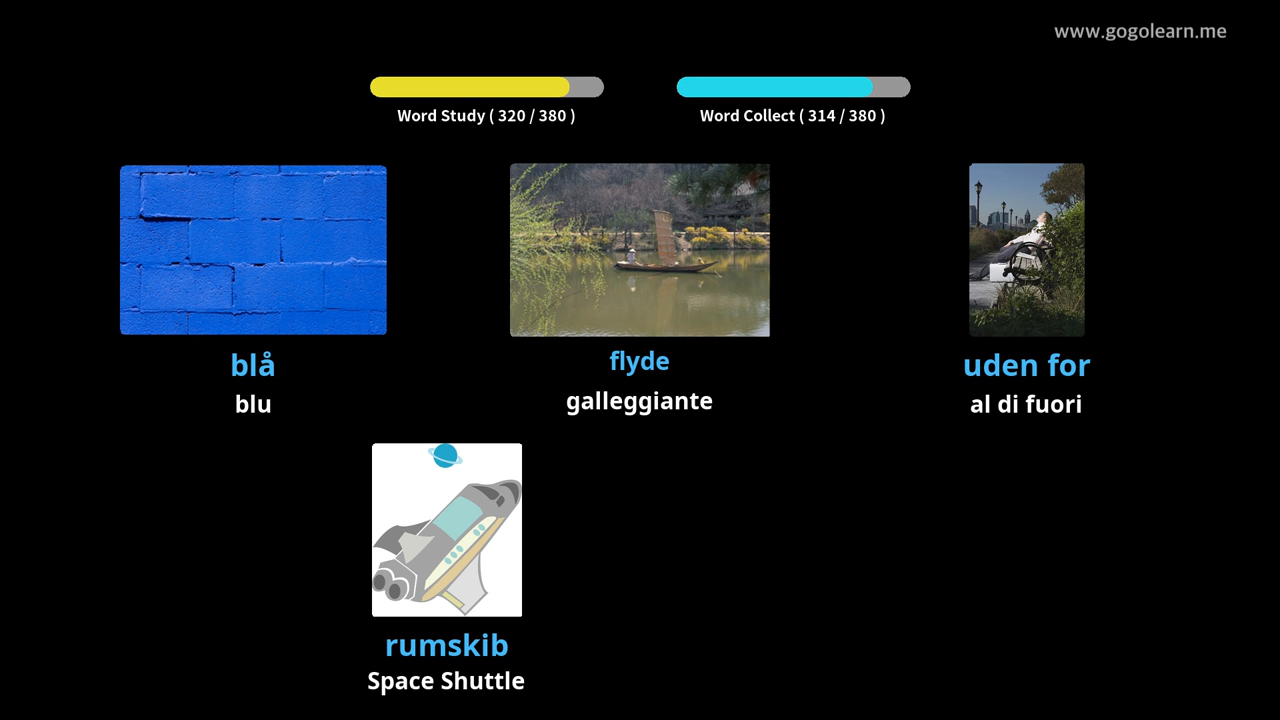 www.gogolearn.me
Word Study ( 320 / 380 )
Word Collect ( 314 / 380 )
blå
blu
flyde
galleggiante
uden for
al di fuori
rumskib
Space Shuttle